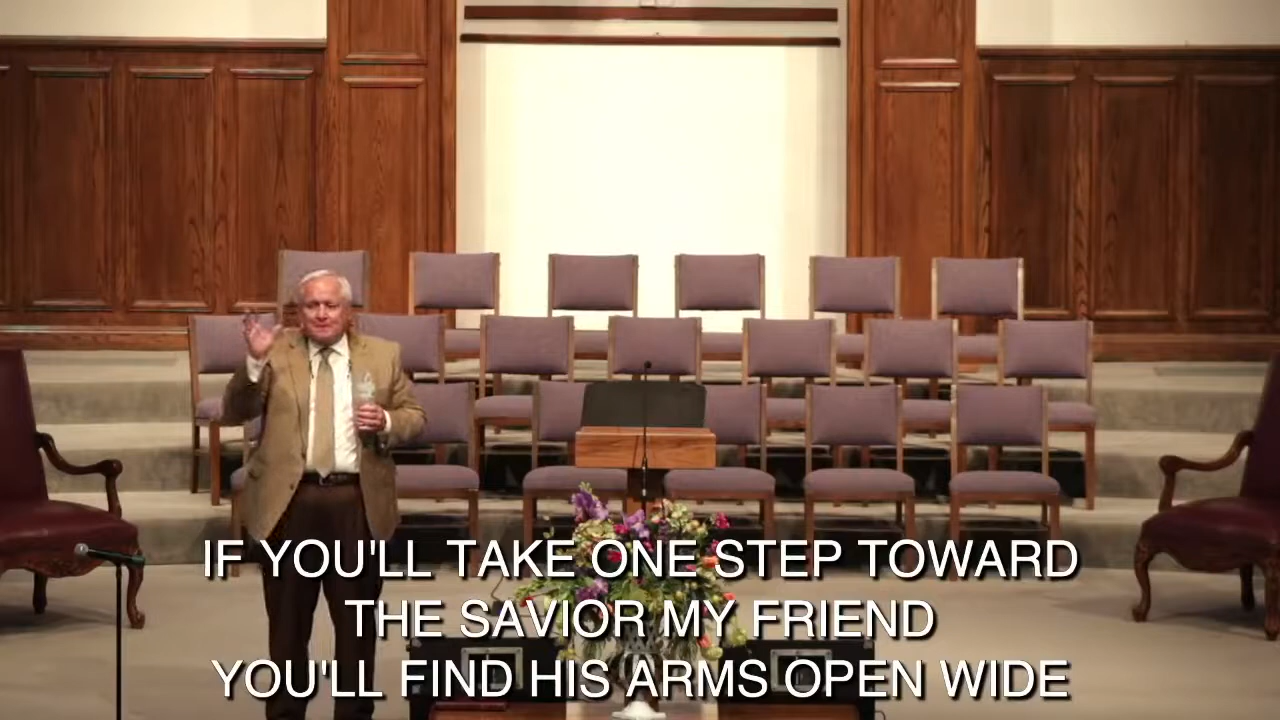 IF YOU'LL TAKE ONE STEP TOWARD
THE SAVIOR MY FRIEND
YOU'LL FIND HIS ARMS OPEN WIDE